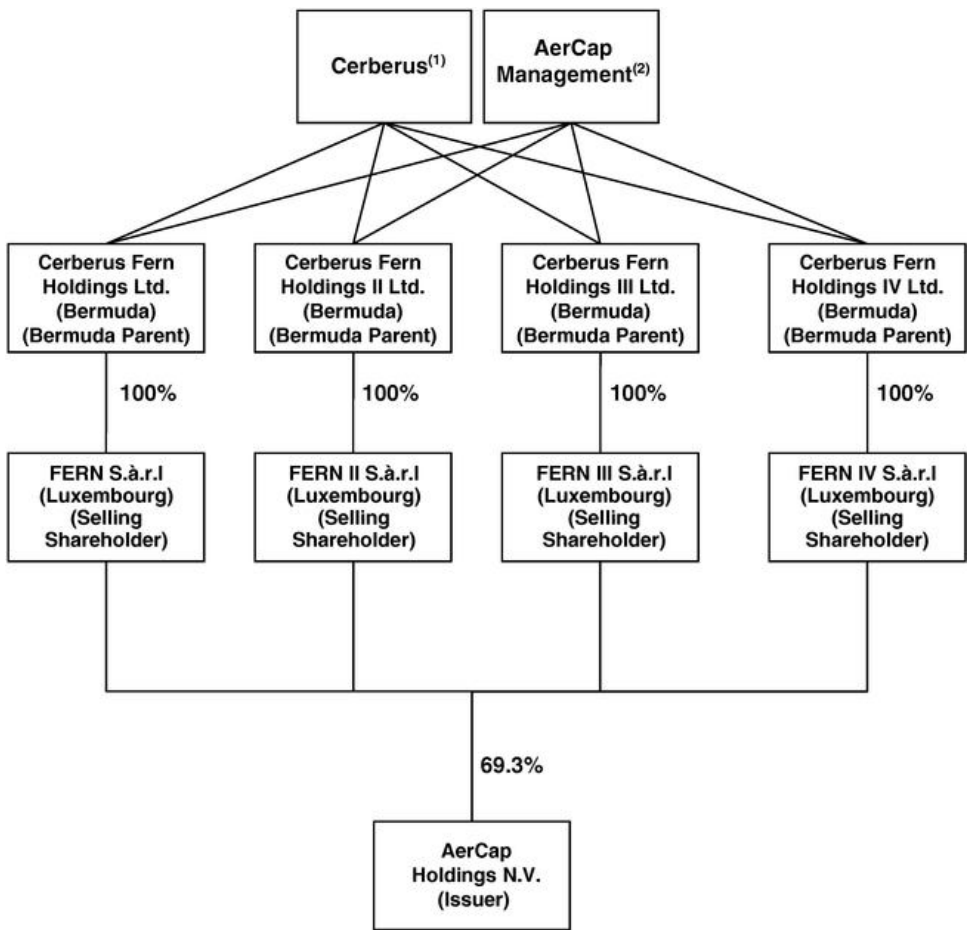 Cerberus(1)
AerCap
Management(2)
Cerberus Fern
Holdings Ltd.
(Bermuda)
(Bermuda Parent)
Cerberus Fern
Holdings II Ltd.
(Bermuda)
(Bermuda Parent)
Cerberus Fern
Holdings III Ltd.
(Bermuda)
(Bermuda Parent)
Cerberus Fern
Holdings IV Ltd.
(Bermuda)
(Bermuda Parent)
100%
100%
100%
100%
FERN S.à.r.l
(Luxembourg)
(Selling
Shareholder)
FERN II S.à.r.l
(Luxembourg)
(Selling
Shareholder)
FERN III S.à.r.l
(Luxembourg)
(Selling
Shareholder)
FERN IV S.à.r.l
(Luxembourg)
(Selling
Shareholder)
69.3%
AerCap
Holdings N.V.
(Issuer)